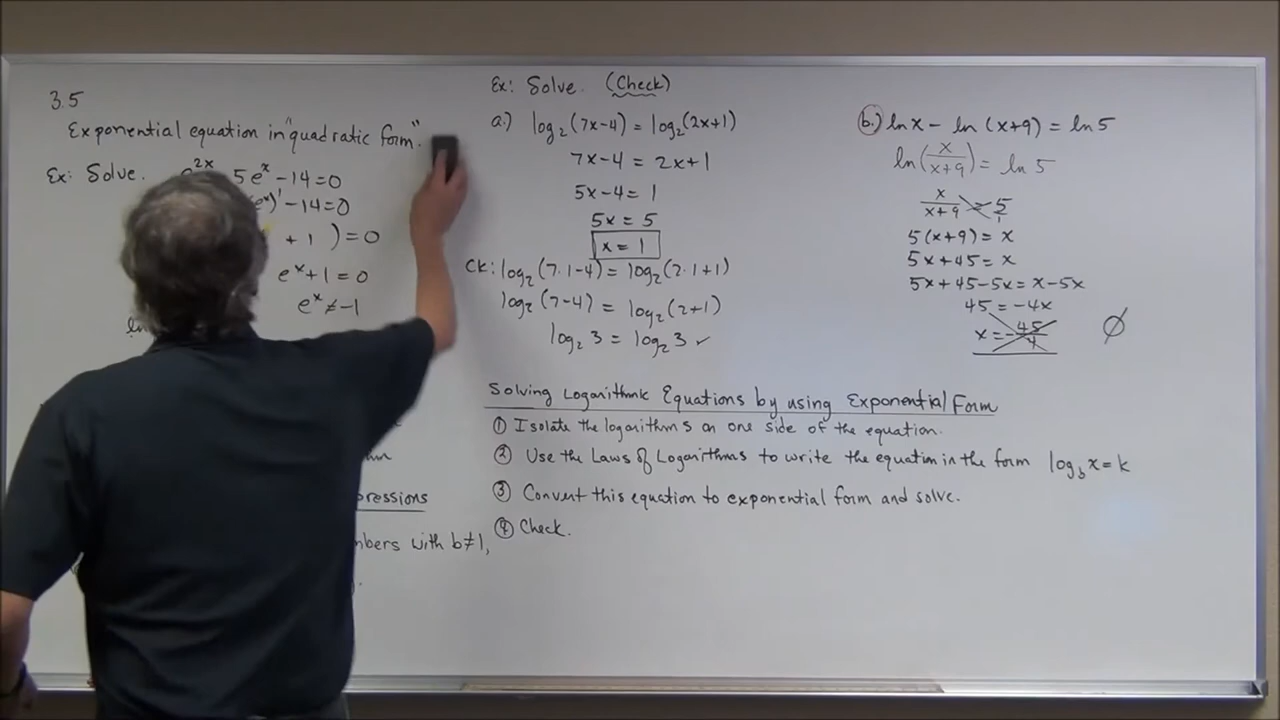 3.5
Exponential equation in "quadratic form."
Ex: Solve. e^2x 5e^x -14=0
(e^x)^1 -14=0
+1 )=0
e^x+1=0
e^x≠-1
ln
pressions
mbers with b≠1,
Ex: Solve. (Check)
a.) log₂(7x-4)=log₂(2x+1)
7x-4=2x+1
5x-4=1
5x=5
x=1
CK: log₂(7·1-4)=log₂(2·1+1)
log₂(7-4)=log₂(2+1)
log₂3=log₂3 ✓
b.) ln x - ln (x+9) = ln 5
ln(x/x+9) = ln 5
x/x+9 = 5/1
5(x+9)=x
5x+45=x
5x+45-5x=x-5x
45=-4x
x=-45/4 ∅
Solving Logarithmic Equations by using Exponential Form
① Isolate the logarithms on one side of the equation.
② Use the Laws of Logarithms to write the equation in the form log_b x=k
③ Convert this equation to exponential form and solve.
④ Check.